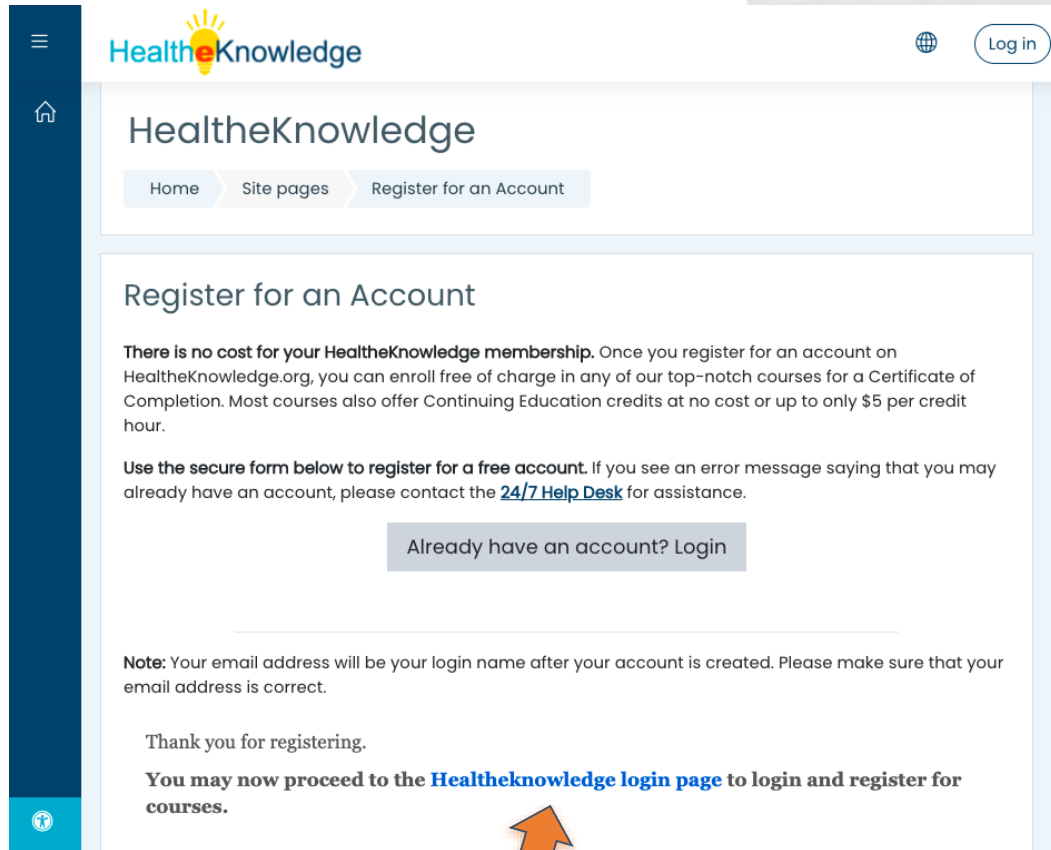 HealtheKnowledge
Log in
HealtheKnowledge
Home Site pages Register for an Account
Register for an Account
There is no cost for your HealtheKnowledge membership. Once you register for an account on
HealtheKnowledge.org, you can enroll free of charge in any of our top-notch courses for a Certificate of
Completion. Most courses also offer Continuing Education credits at no cost or up to only $5 per credit
hour.
Use the secure form below to register for a free account. If you see an error message saying that you may
already have an account, please contact the 24/7 Help Desk for assistance.
Already have an account? Login
Note: Your email address will be your login name after your account is created. Please make sure that your
email address is correct.
Thank you for registering.
You may now proceed to the Healtheknowledge login page to login and register for
courses.